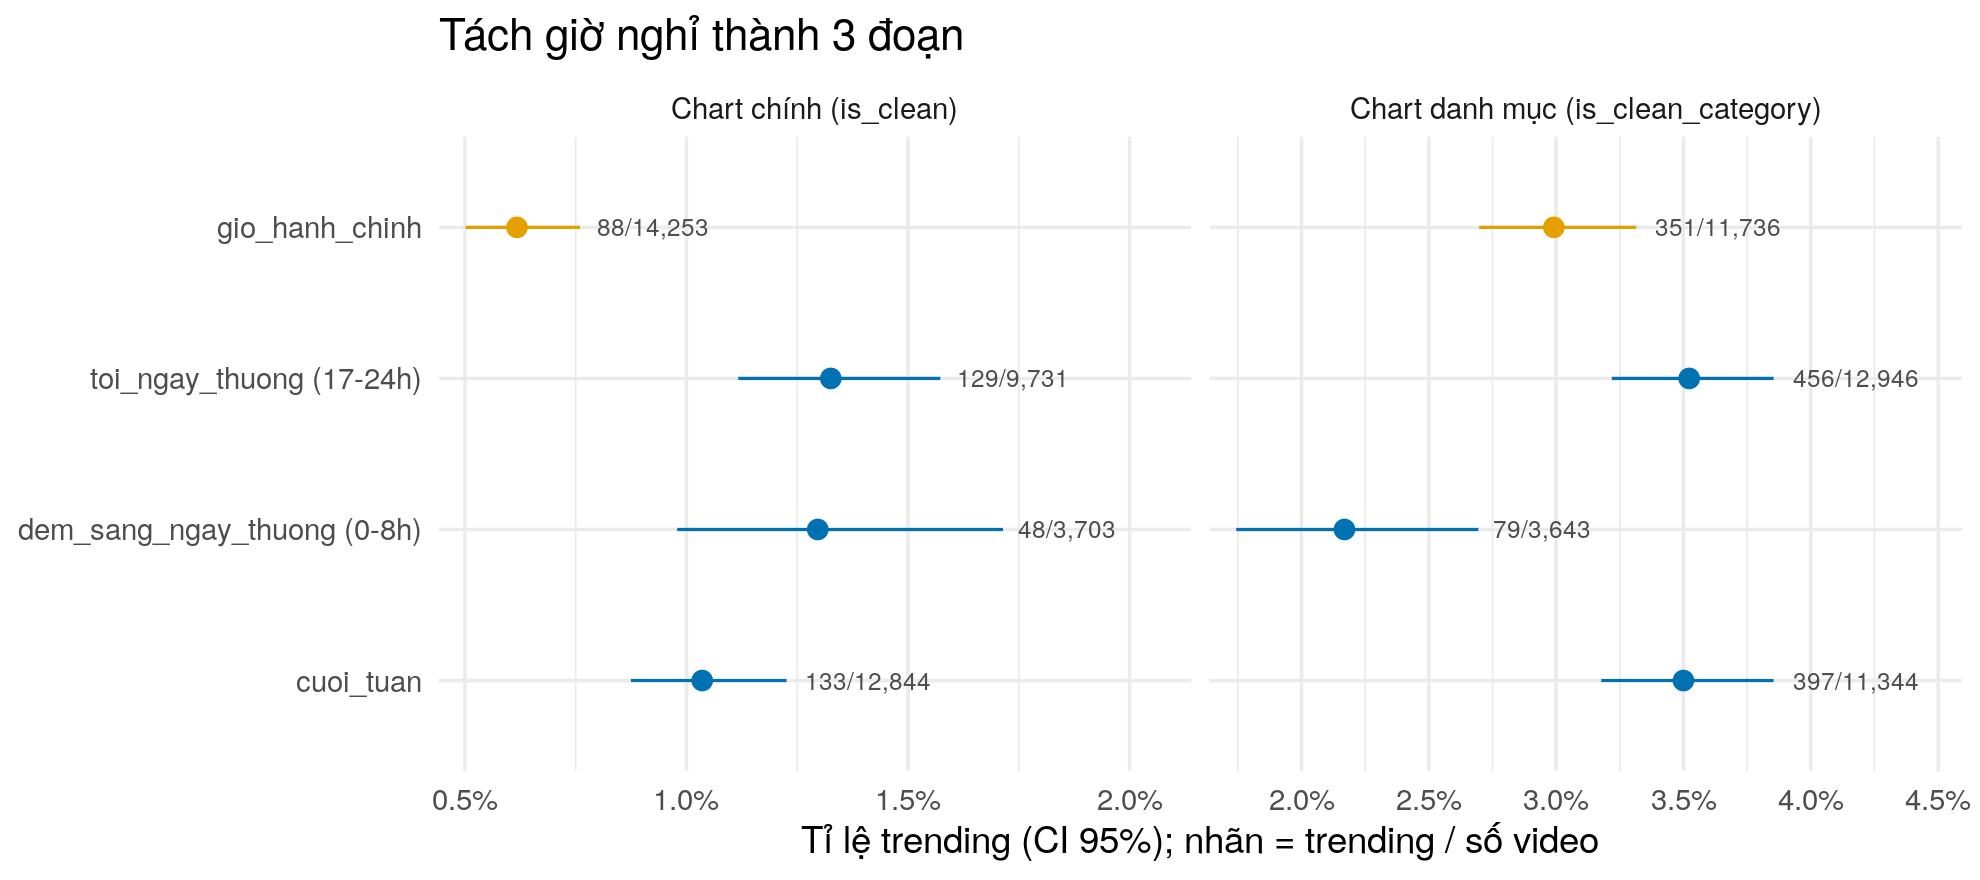 Tách giờ nghỉ thành 3 đoạn
Chart chính (is_clean)
Chart danh mục (is_clean_category)
gio_hanh_chinh
88/14,253
351/11,736
toi_ngay_thuong (17-24h)
129/9,731
456/12,946
dem_sang_ngay_thuong (0-8h)
48/3,703
79/3,643
cuoi_tuan
133/12,844
397/11,344
0.5% 1.0% 1.5% 2.0%
2.0% 2.5% 3.0% 3.5% 4.0% 4.5%
Tỉ lệ trending (CI 95%); nhãn = trending / số video